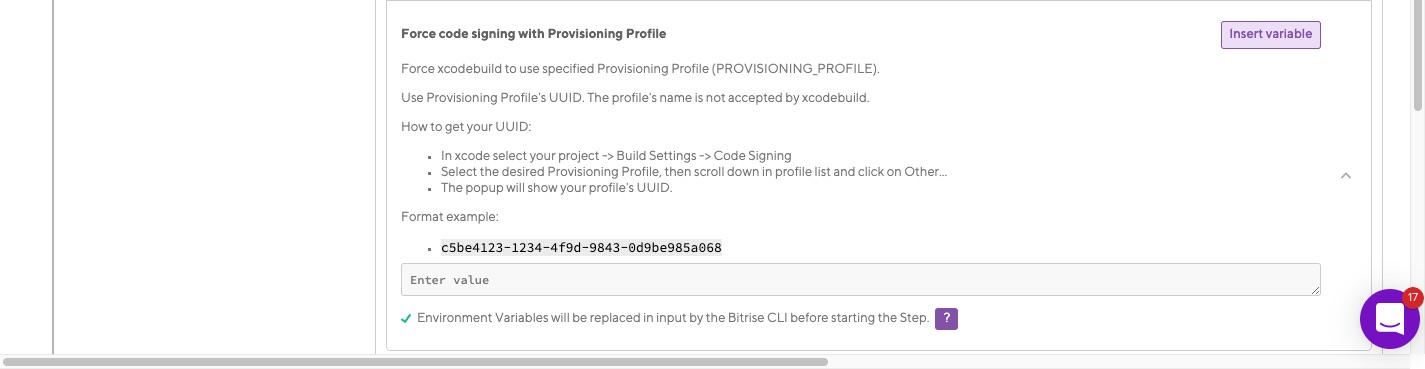 Force code signing with Provisioning Profile
Insert variable
Force xcodebuild to use specified Provisioning Profile (PROVISIONING_PROFILE).
Use Provisioning Profile's UUID. The profile's name is not accepted by xcodebuild.
How to get your UUID:
In xcode select your project -> Build Settings -> Code Signing
Select the desired Provisioning Profile, then scroll down in profile list and click on Other...
The popup will show your profile's UUID.
Format example:
c5be4123-1234-4f9d-9843-0d9be985a068
Enter value
Environment Variables will be replaced in input by the Bitrise CLI before starting the Step.
?
17